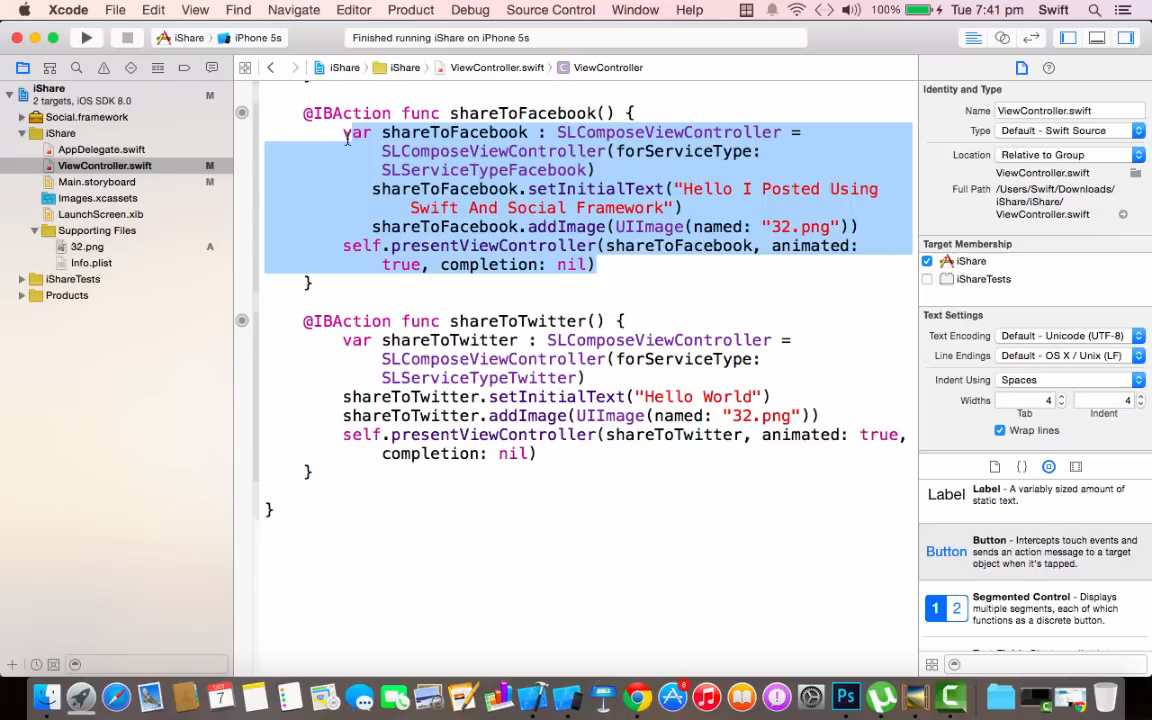 Xcode File Edit View Find Navigate Editor Product Debug Source Control Window Help 100% Tue 7:41 pm Swift
iShare iPhone 5s Finished running iShare on iPhone 5s
iShare iShare ViewController.swift C ViewController
iShare M
2 targets, iOS SDK 8.0
Social.framework
iShare
AppDelegate.swift
ViewController.swift M
Main.storyboard M
Images.xcassets
LaunchScreen.xib
Supporting Files
32.png A
Info.plist
iShareTests
Products
@IBAction func shareToFacebook() {
var shareToFacebook : SLComposeViewController =
SLComposeViewController(forServiceType:
SLServiceTypeFacebook)
shareToFacebook.setInitialText("Hello I Posted Using
Swift And Social Framework")
shareToFacebook.addImage(UIImage(named: "32.png"))
self.presentViewController(shareToFacebook, animated:
true, completion: nil)
}
@IBAction func shareToTwitter() {
var shareToTwitter : SLComposeViewController =
SLComposeViewController(forServiceType:
SLServiceTypeTwitter)
shareToTwitter.setInitialText("Hello World")
shareToTwitter.addImage(UIImage(named: "32.png"))
self.presentViewController(shareToTwitter, animated: true,
completion: nil)
}
}
Identity and Type
Name ViewController.swift
Type Default - Swift Source
Location Relative to Group
ViewController.swift
Full Path /Users/Swift/Downloads/
iShare/iShare/
ViewController.swift
Target Membership
iShare
iShareTests
Text Settings
Text Encoding Default - Unicode (UTF-8)
Line Endings Default - OS X / Unix (LF)
Indent Using Spaces
Widths 4 4
Tab Indent
Wrap lines
Label Label - A variably sized amount of
static text.
Button Button - Intercepts touch events and
sends an action message to a target
object when it's tapped.
1 2 Segmented Control - Displays
multiple segments, each of which
functions as a discrete button.